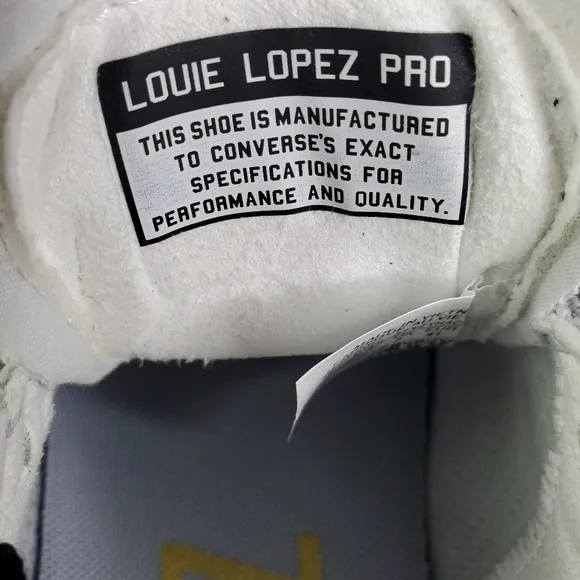 LOUIE LOPEZ PRO
THIS SHOE IS MANUFACTURED
TO CONVERSE'S EXACT
SPECIFICATIONS FOR
PERFORMANCE AND QUALITY.